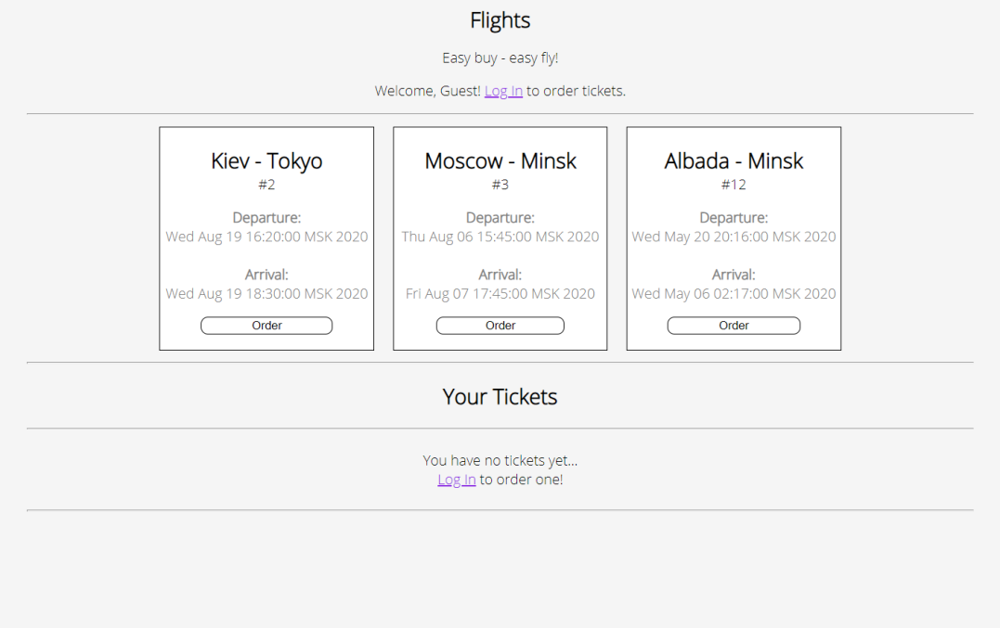 Flights
Easy buy - easy fly!
Welcome, Guest! Log In to order tickets.
Kiev - Tokyo
#2
Departure:
Wed Aug 19 16:20:00 MSK 2020
Arrival:
Wed Aug 19 18:30:00 MSK 2020
Order
Moscow - Minsk
#3
Departure:
Thu Aug 06 15:45:00 MSK 2020
Arrival:
Fri Aug 07 17:45:00 MSK 2020
Order
Albada - Minsk
#12
Departure:
Wed May 20 20:16:00 MSK 2020
Arrival:
Wed May 06 02:17:00 MSK 2020
Order
Your Tickets
You have no tickets yet...
Log In to order one!